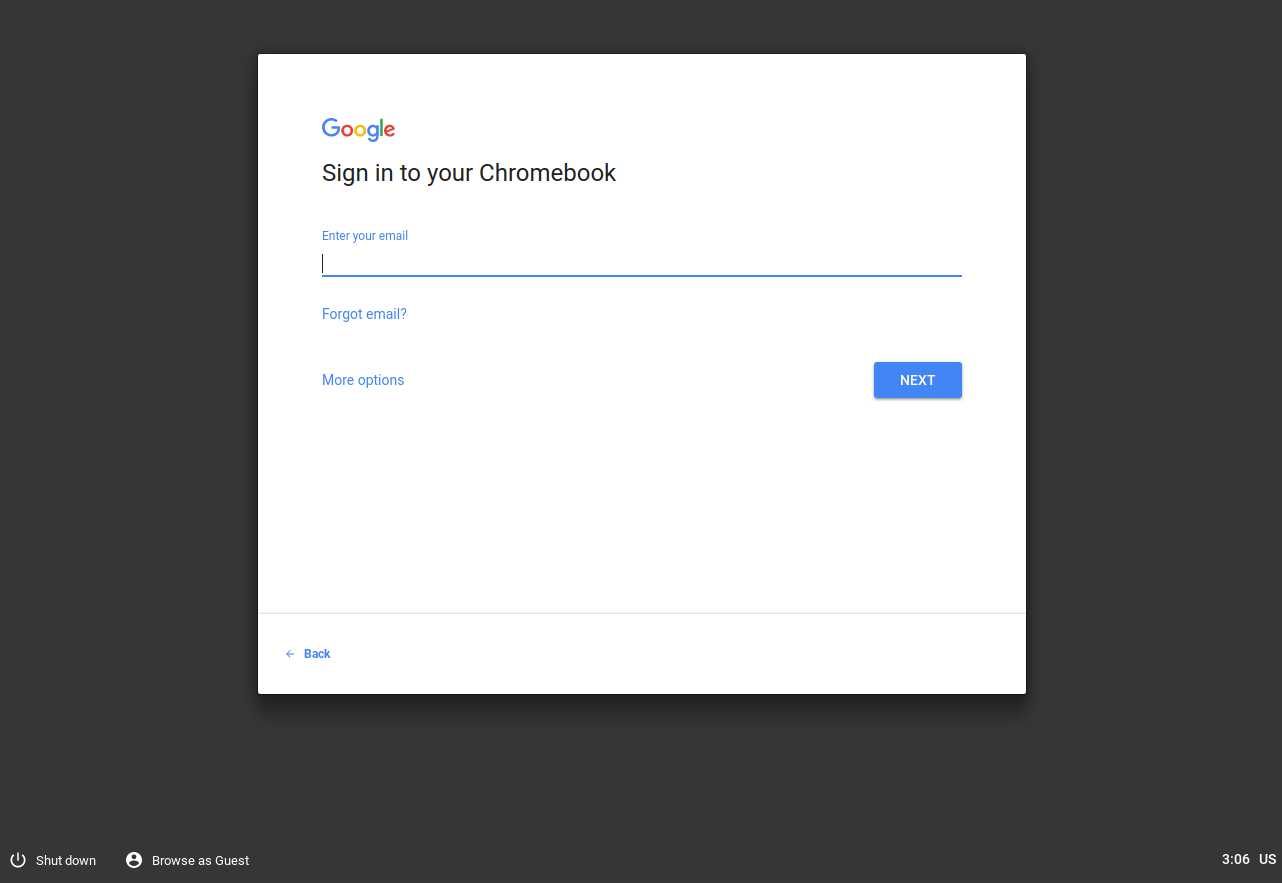 Google
Sign in to your Chromebook
Enter your email
Forgot email?
More options
NEXT
Back
Shut down
Browse as Guest
3:06 US